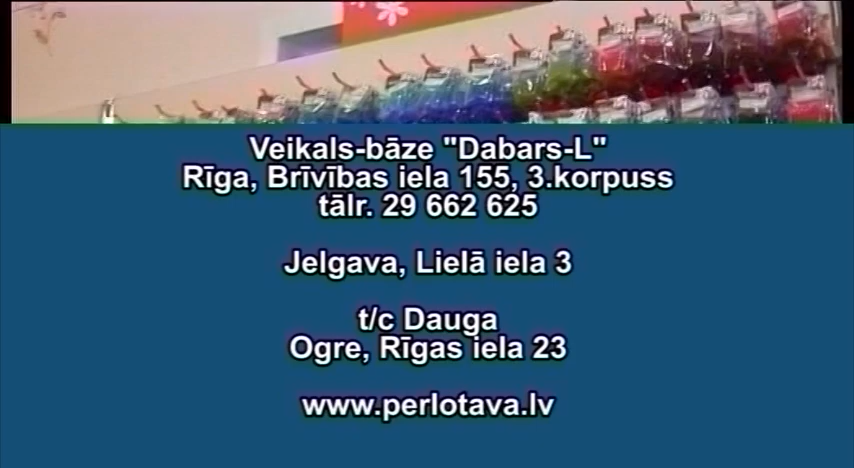 Veikals-bāze "Dabars-L"
Rīga, Brīvības iela 155, 3.korpuss
tālr. 29 662 625
Jelgava, Lielā iela 3
t/c Dauga
Ogre, Rīgas iela 23
www.perlotava.lv